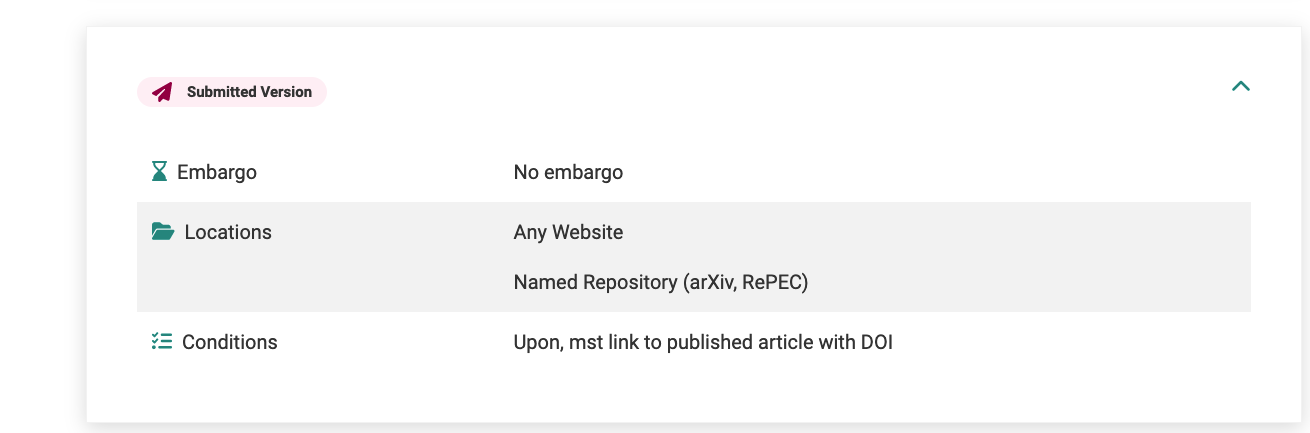 Submitted Version
Embargo No embargo
Locations Any Website
Named Repository (arXiv, RePEC)
Conditions Upon, mst link to published article with DOI